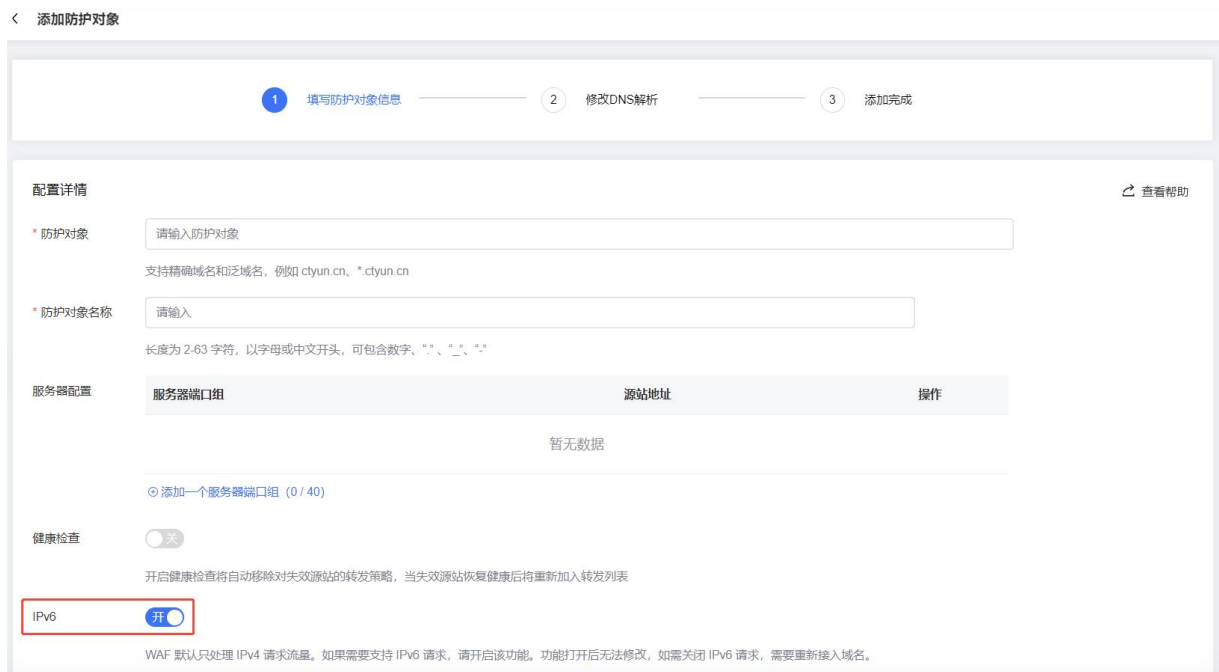 添加防护对象
1 填写防护对象信息 2 修改DNS解析 3 添加完成
配置详情 查看帮助
* 防护对象 请输入防护对象
支持精确域名和泛域名，例如 ctyun.cn、*.ctyun.cn
* 防护对象名称 请输入
长度为 2-63 字符，以字母或中文开头，可包含数字、“.”、“_”、“-”
服务器配置 服务器端口组 源站地址 操作
暂无数据
添加一个服务器端口组（0 / 40）
健康检查 关
开启健康检查将自动移除对失效源站的转发策略，当失效源站恢复健康后将重新加入转发列表
IPv6 开
WAF 默认只处理 IPv4 请求流量。如果需要支持 IPv6 请求，请开启该功能。功能打开后无法修改，如需关闭 IPv6 请求，需要重新接入域名。